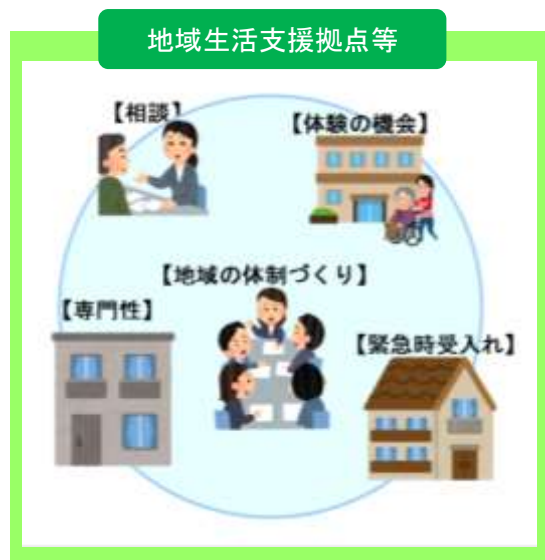 地域生活支援拠点等
【相談】
【体験の機会】
【地域の体制づくり】
【専門性】
【緊急時受入れ】